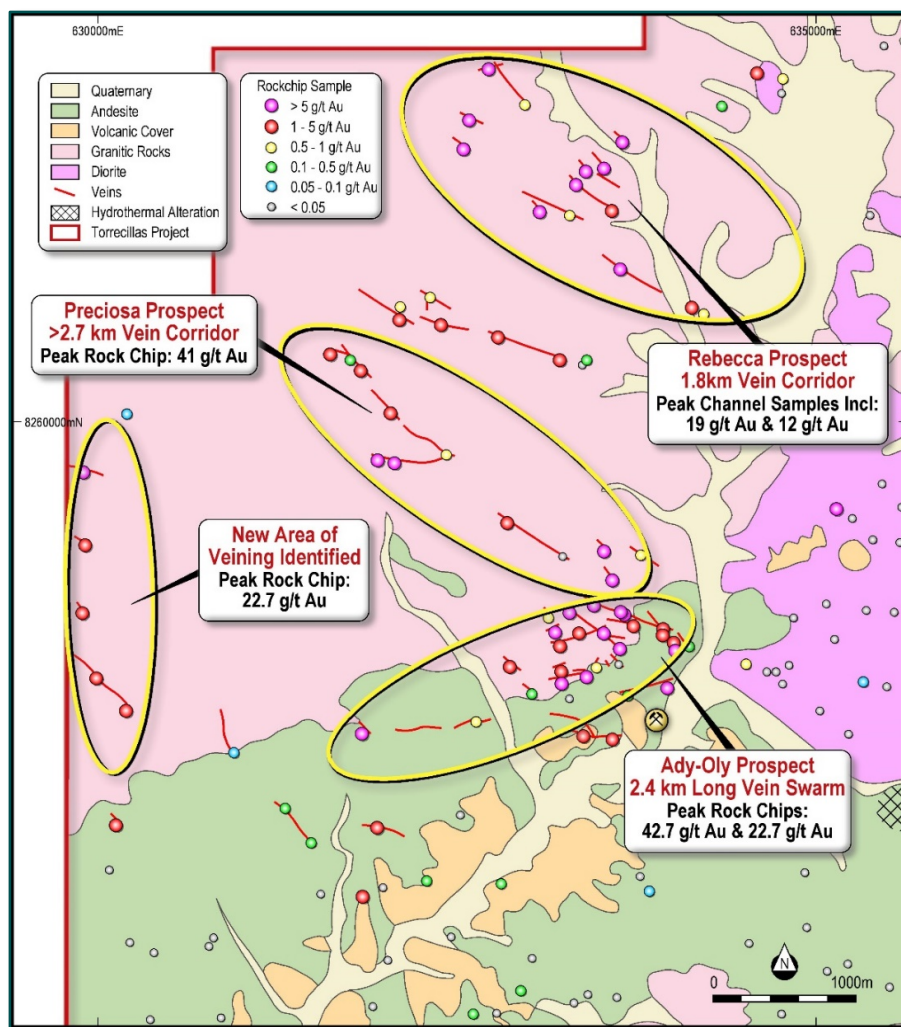 630000mE
635000mE
Quaternary
Andesite
Volcanic Cover
Granitic Rocks
Diorite
Veins
Hydrothermal Alteration
Torrecillas Project
Rockchip Sample
> 5 g/t Au
1 - 5 g/t Au
0.5 - 1 g/t Au
0.1 - 0.5 g/t Au
0.05 - 0.1 g/t Au
< 0.05
Preciosa Prospect
>2.7 km Vein Corridor
Peak Rock Chip: 41 g/t Au
Rebecca Prospect
1.8km Vein Corridor
Peak Channel Samples Incl:
19 g/t Au & 12 g/t Au
8260000mN
New Area of
Veining Identified
Peak Rock Chip:
22.7 g/t Au
Ady-Oly Prospect
2.4 km Long Vein Swarm
Peak Rock Chips:
42.7 g/t Au & 22.7 g/t Au
N
0 1000m